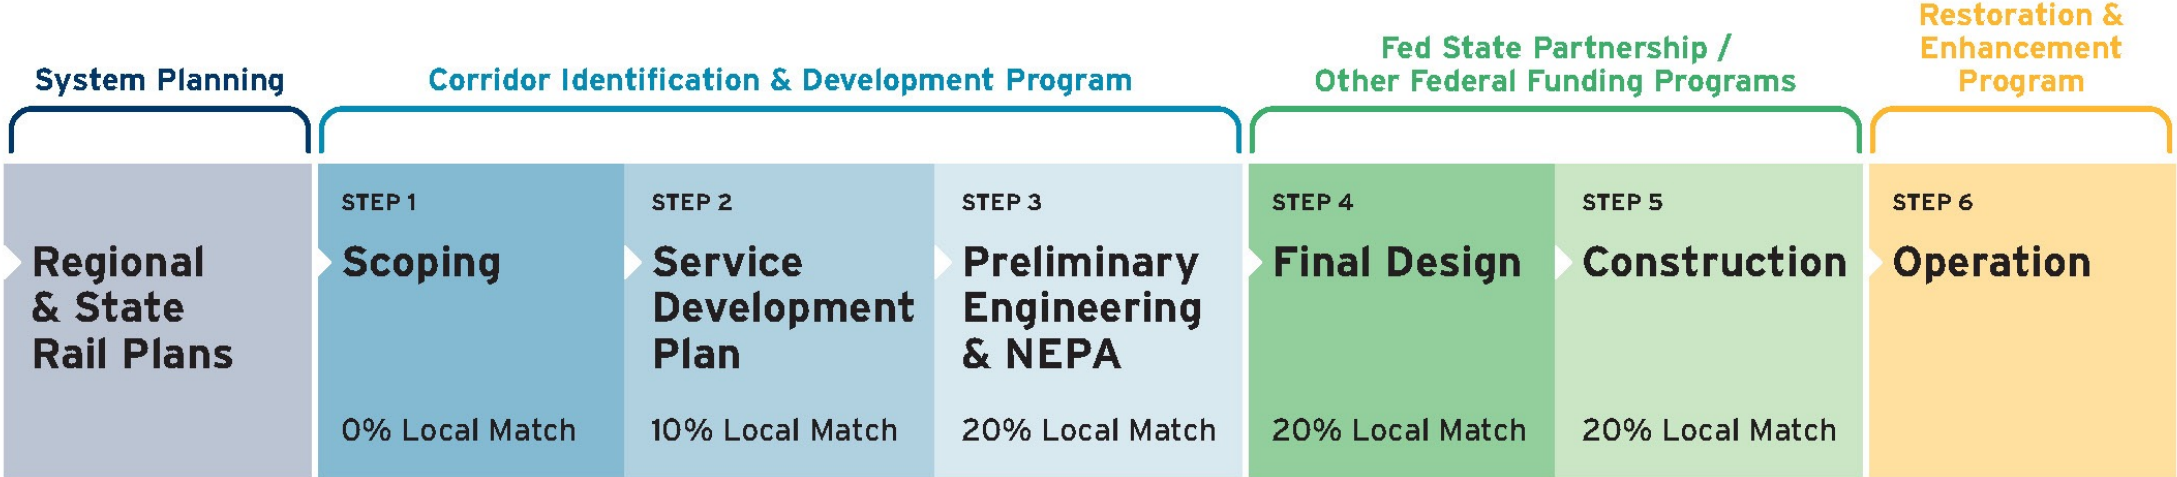 System Planning
Corridor Identification & Development Program
Fed State Partnership /
Other Federal Funding Programs
Restoration &
Enhancement
Program
Regional
& State
Rail Plans
STEP 1
Scoping
0% Local Match
STEP 2
Service
Development
Plan
10% Local Match
STEP 3
Preliminary
Engineering
& NEPA
20% Local Match
STEP 4
Final Design
20% Local Match
STEP 5
Construction
20% Local Match
STEP 6
Operation